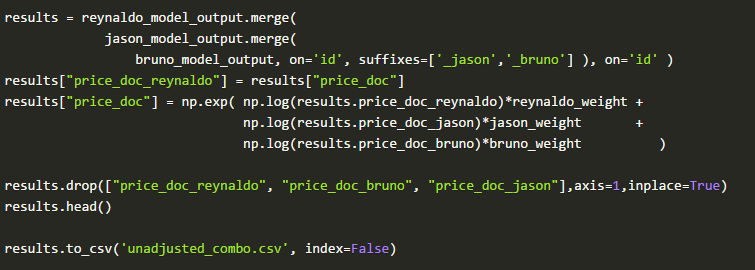 results = reynaldo_model_output.merge(
             jason_model_output.merge(
                 bruno_model_output, on='id', suffixes=['_jason','_bruno'] ), on='id' )
results["price_doc_reynaldo"] = results["price_doc"]
results["price_doc"] = np.exp( np.log(results.price_doc_reynaldo)*reynaldo_weight +
                               np.log(results.price_doc_jason)*jason_weight       +
                               np.log(results.price_doc_bruno)*bruno_weight          )
results.drop(["price_doc_reynaldo", "price_doc_bruno", "price_doc_jason"],axis=1,inplace=True)
results.head()
results.to_csv('unadjusted_combo.csv', index=False)